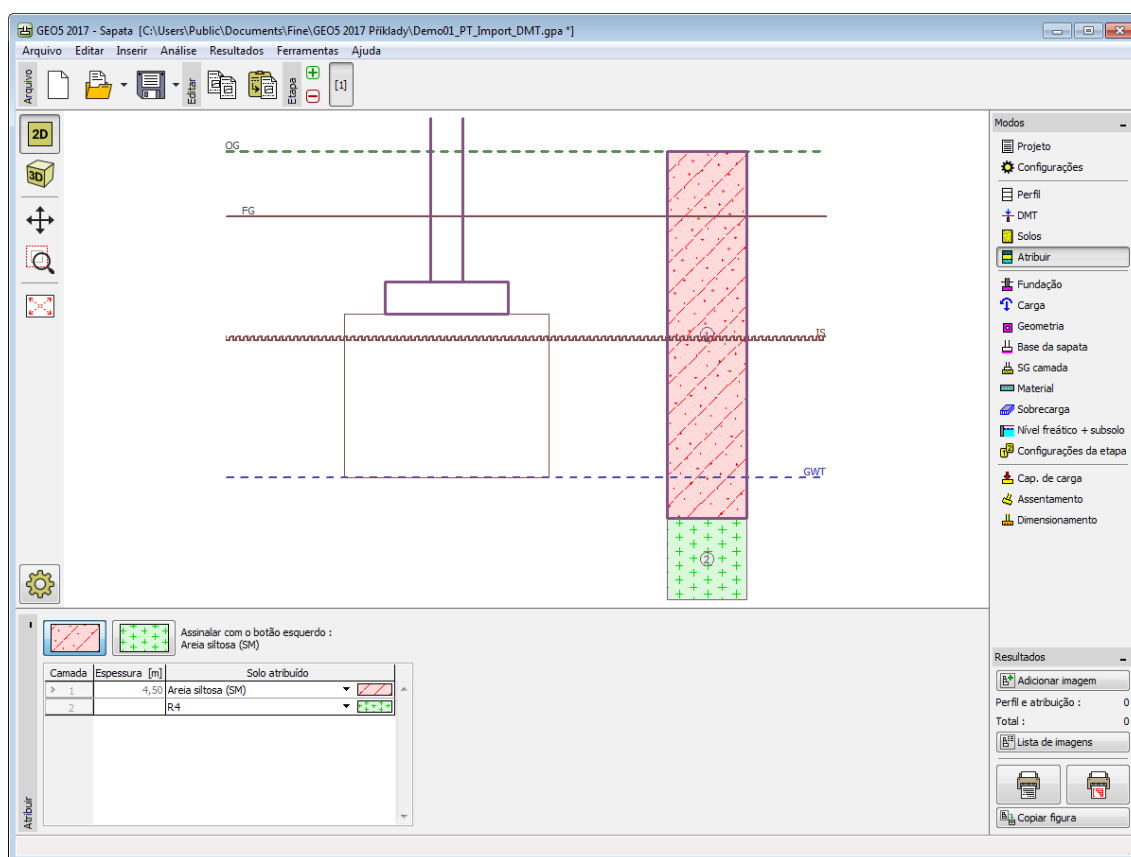 GEO5 2017 - Sapata [C:\Users\Public\Documents\Fine\GEO5 2017 Příklady\Demo01_PT_Import_DMT.gpa *]
Arquivo Editar Inserir Análise Resultados Ferramentas Ajuda
Arquivo
Editar
Etapa
[1]
2D
3D
OG
FG
IS
GWT
1
2
Modos
Projeto
Configurações
Perfil
DMT
Solos
Atribuir
Fundação
Carga
Geometria
Base da sapata
SG camada
Material
Sobrecarga
Nível freático + subsolo
Configurações da etapa
Cap. de carga
Assentamento
Dimensionamento
Assinalar com o botão esquerdo :
Areia siltosa (SM)
Camada Espessura [m] Solo atribuído
> 1 4,50 Areia siltosa (SM)
2 R4
Atribuir
Resultados
Adicionar imagem
Perfil e atribuição : 0
Total : 0
Lista de imagens
Copiar figura